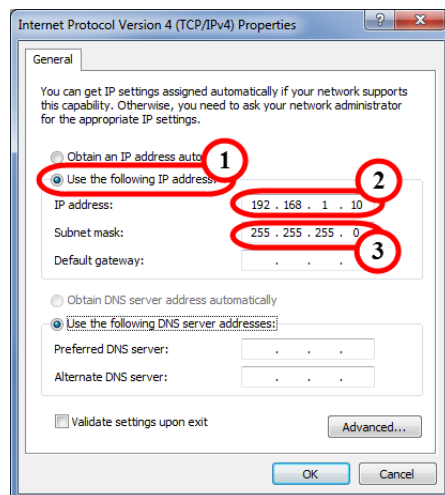 Internet Protocol Version 4 (TCP/IPv4) Properties
General
You can get IP settings assigned automatically if your network supports
this capability. Otherwise, you need to ask your network administrator
for the appropriate IP settings.
Obtain an IP address auto
1
Use the following IP address:
2
IP address: 192 . 168 . 1 . 10
Subnet mask: 255 . 255 . 255 . 0
3
Default gateway: . . .
Obtain DNS server address automatically
Use the following DNS server addresses:
Preferred DNS server: . . .
Alternate DNS server: . . .
Validate settings upon exit
Advanced...
OK Cancel